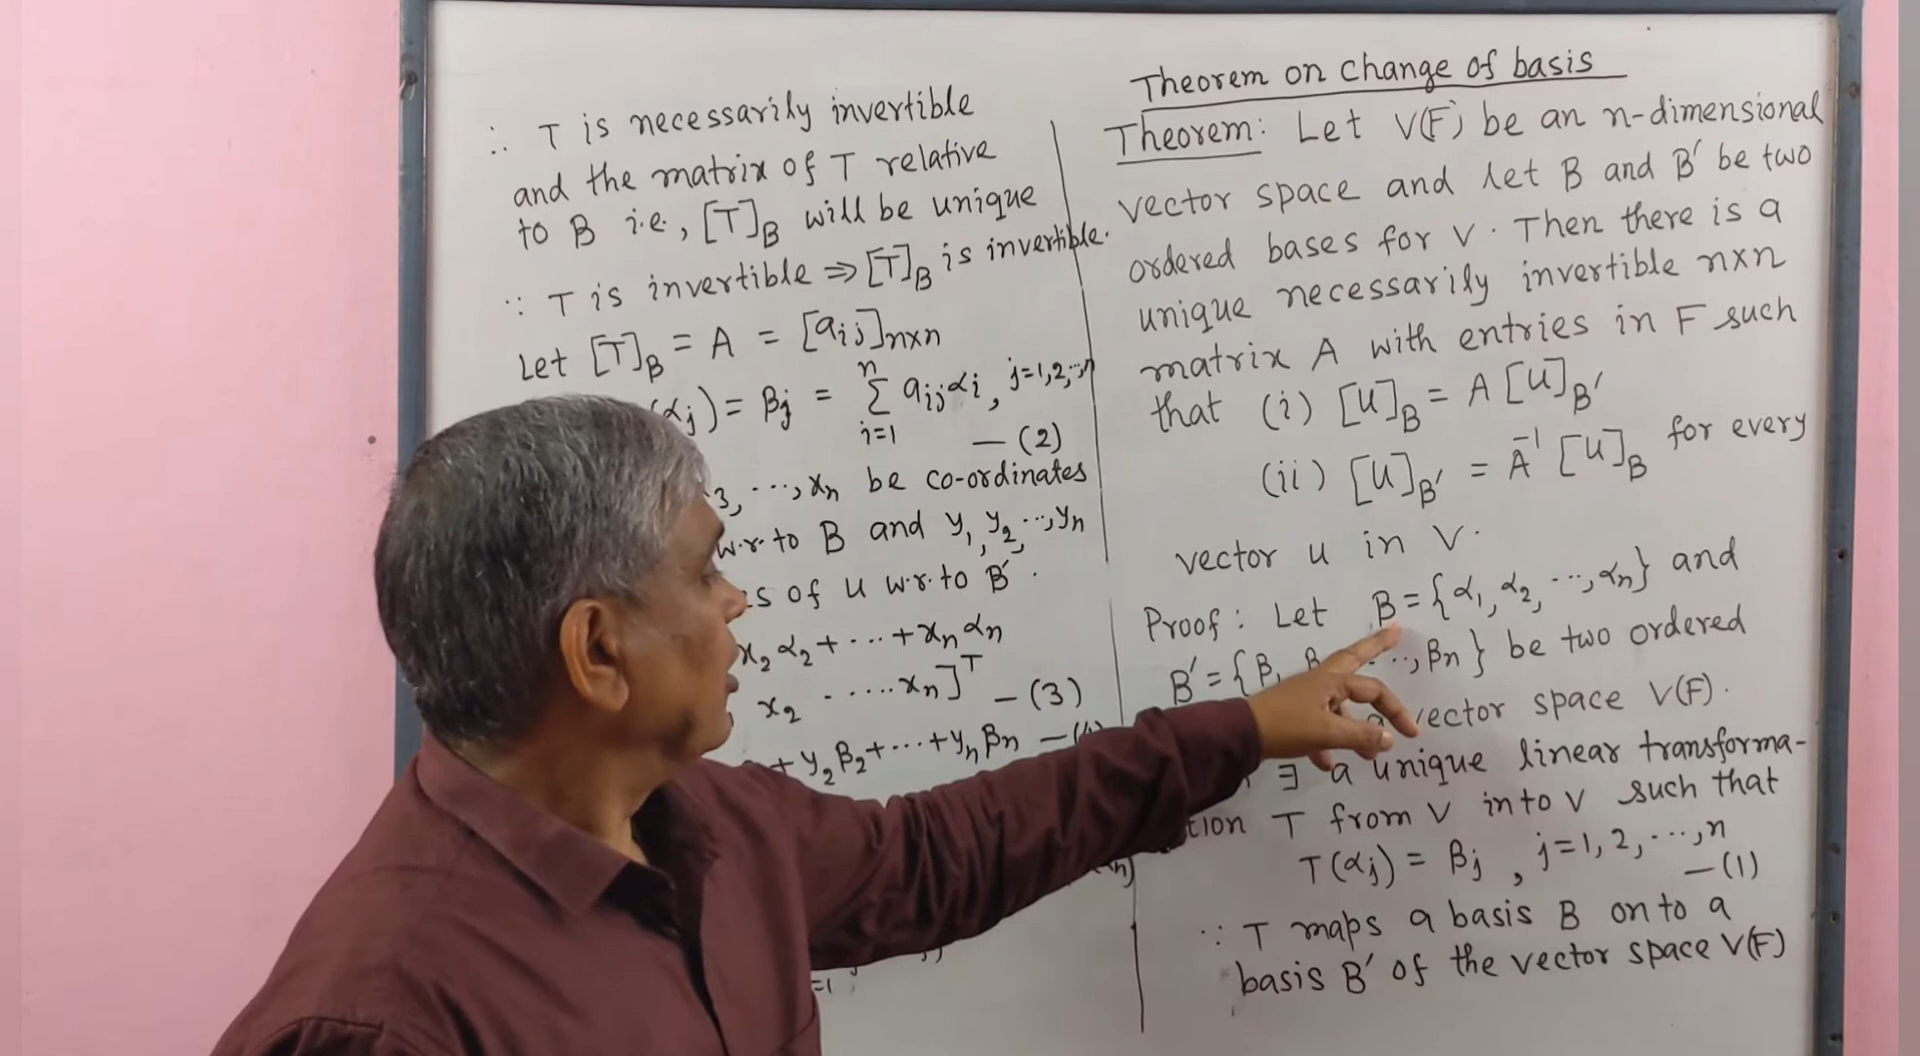 Theorem on change of basis
Theorem: Let V(F) be an n-dimensional
vector space and let B and B′ be two
ordered bases for V. Then there is a
unique necessarily invertible n×n
matrix A with entries in F such
that (i) [u]_B = A [u]_B′
(ii) [u]_B′ = A⁻¹ [u]_B for every
vector u in V.
Proof: Let B = {α₁, α₂, ..., αₙ} and
B′ = {β₁ ..., βₙ} be two ordered
vector space V(F).
∃ a unique linear transforma-
tion T from V into V such that
T(αⱼ) = βⱼ, j=1, 2, ..., n
—(1)
∵ T maps a basis B on to a
basis B′ of the vector space V(F)
∴ T is necessarily invertible
and the matrix of T relative
to B i.e., [T]_B will be unique
∵ T is invertible ⇒ [T]_B is invertible.
Let [T]_B = A = [aᵢⱼ]ₙₓₙ
(αⱼ) = βⱼ = Σⁿᵢ₌₁ aᵢⱼαᵢ, j=1,2,..,n
—(2)
3, ..., xₙ be co-ordinates
w.r. to B and y₁, y₂, .., yₙ
of u w.r. to B′.
x₂α₂ + ... + xₙαₙ
x₂ ..... xₙ]ᵀ —(3)
+ y₂β₂ + ... + yₙβₙ —